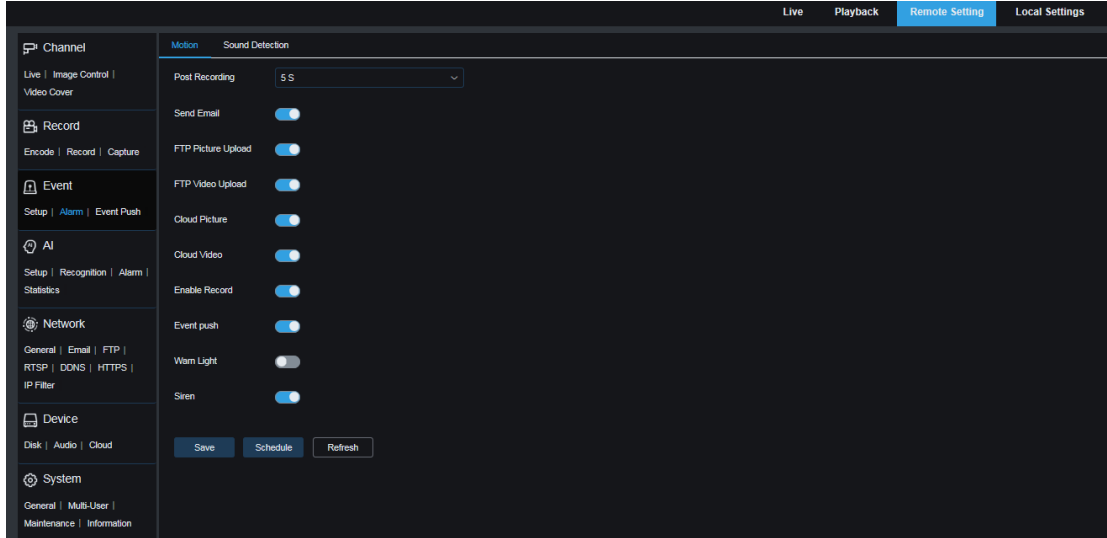 Live Playback Remote Setting Local Settings
Channel
Live | Image Control |
Video Cover
Record
Encode | Record | Capture
Event
Setup | Alarm | Event Push
AI
Setup | Recognition | Alarm |
Statistics
Network
General | Email | FTP |
RTSP | DDNS | HTTPS |
IP Filter
Device
Disk | Audio | Cloud
System
General | Multi-User |
Maintenance | Information
Motion Sound Detection
Post Recording 5 S
Send Email
FTP Picture Upload
FTP Video Upload
Cloud Picture
Cloud Video
Enable Record
Event push
Warn Light
Siren
Save Schedule Refresh